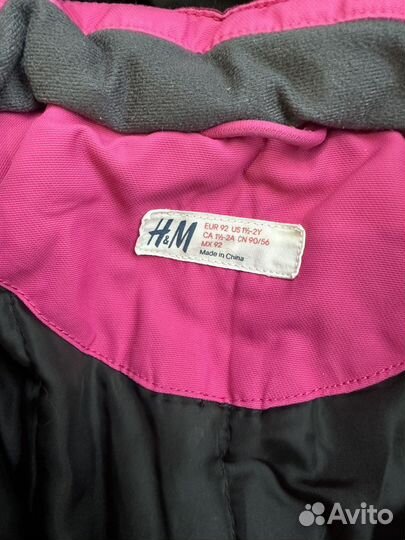 H&M
EUR 92 US 1½-2Y
CA 1½-2A CN 90/56
MX 92
Made in China
Avito